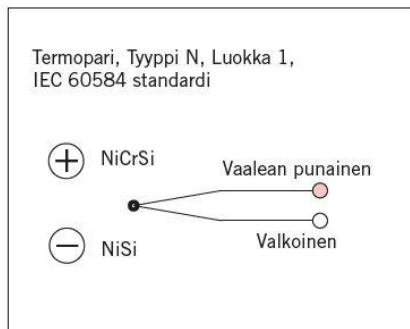 Termopari, Tyyppi N, Luokka 1,
IEC 60584 standardi
+ NiCrSi
Vaalean punainen
− NiSi
Valkoinen